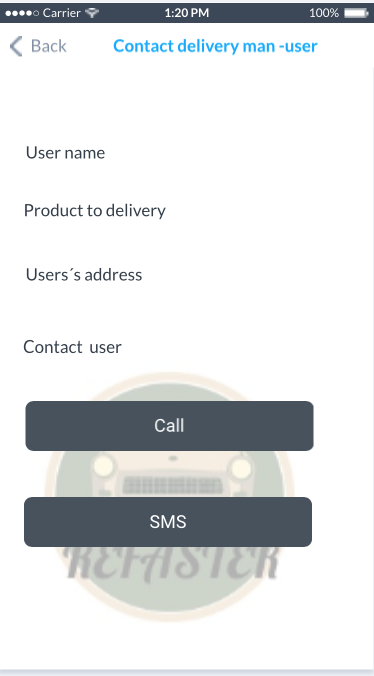 ●●●●○ Carrier 1:20 PM 100%
Back Contact delivery man -user
User name
Product to delivery
Users´s address
Contact user
Call
SMS
REFASTER